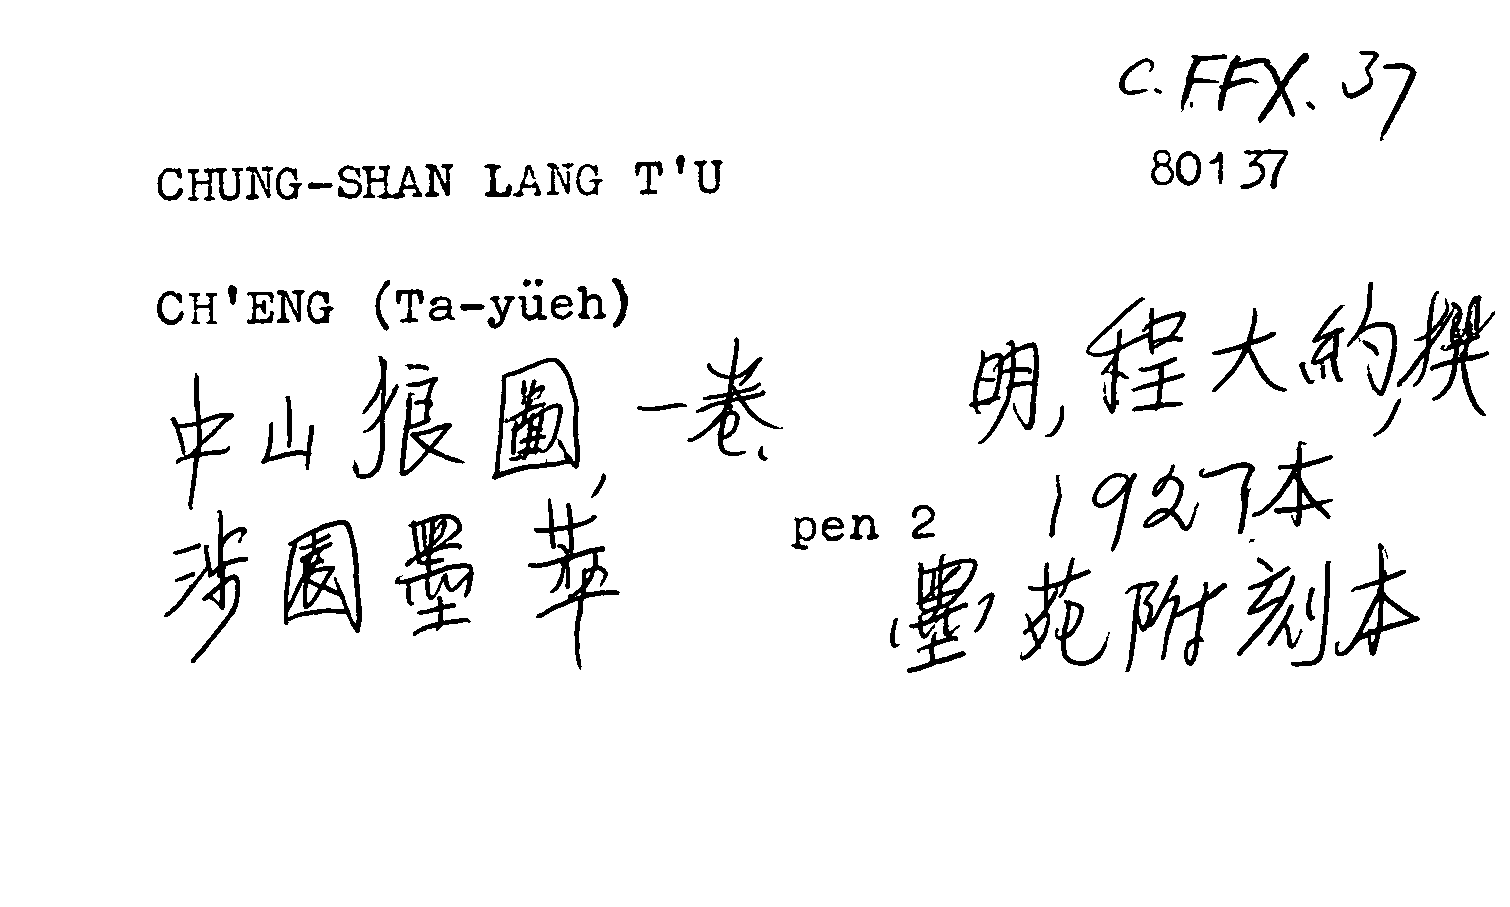 C. FFX. 37
80137
CHUNG-SHAN LANG T'U
CH'ENG (Ta-yüeh)
中山狼圖, 一卷. 明, 程大約, 撰
涉園墨萃 pen 2 1927本
(墨苑附刻本